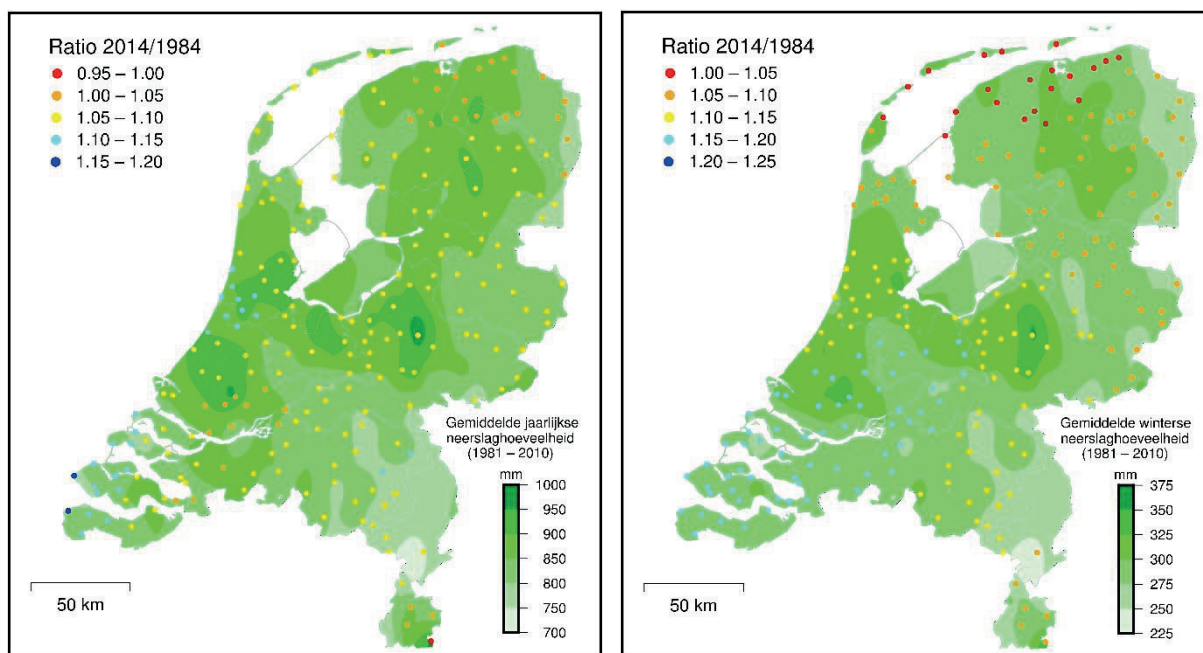 Ratio 2014/1984
0.95 – 1.00
1.00 – 1.05
1.05 – 1.10
1.10 – 1.15
1.15 – 1.20
Gemiddelde jaarlijkse
neerslaghoeveelheid
(1981 – 2010)
mm
1000
950
900
850
800
750
700
50 km
Ratio 2014/1984
1.00 – 1.05
1.05 – 1.10
1.10 – 1.15
1.15 – 1.20
1.20 – 1.25
Gemiddelde winterse
neerslaghoeveelheid
(1981 – 2010)
mm
375
350
325
300
275
250
225
50 km